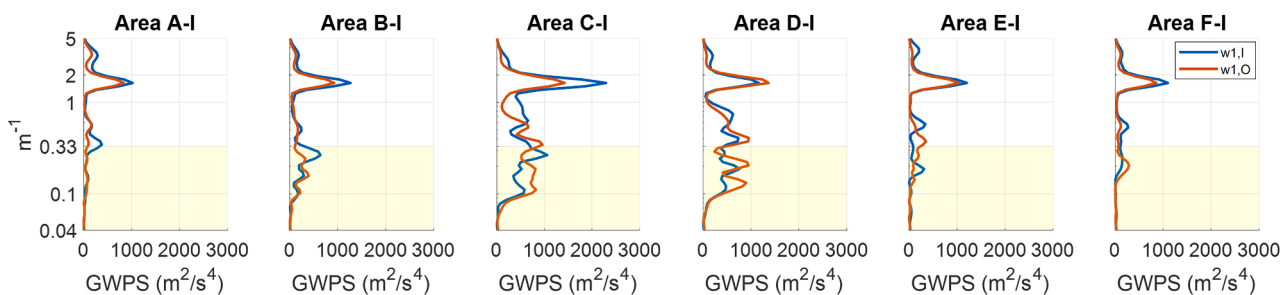 Area A-I Area B-I Area C-I Area D-I Area E-I Area F-I
5
w1,I
2
w1,O
1
m⁻¹
0.33
0.1
0.04
0 1000 2000 3000 0 1000 2000 3000 0 1000 2000 3000 0 1000 2000 3000 0 1000 2000 3000 0 1000 2000 3000
GWPS (m²/s⁴) GWPS (m²/s⁴) GWPS (m²/s⁴) GWPS (m²/s⁴) GWPS (m²/s⁴) GWPS (m²/s⁴)